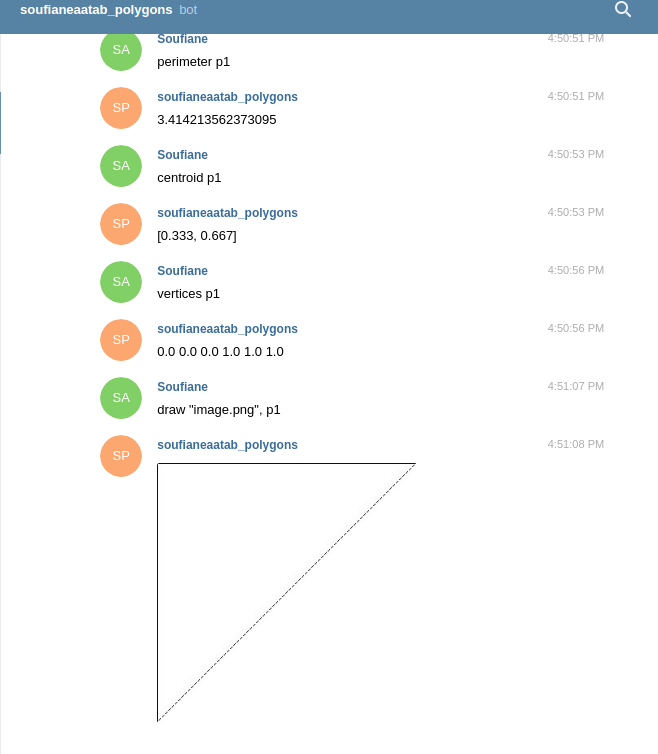 soufianeaatab_polygons bot
SA Soufiane 4:50:51 PM
perimeter p1
SP soufianeaatab_polygons 4:50:51 PM
3.414213562373095
SA Soufiane 4:50:53 PM
centroid p1
SP soufianeaatab_polygons 4:50:53 PM
[0.333, 0.667]
SA Soufiane 4:50:56 PM
vertices p1
SP soufianeaatab_polygons 4:50:56 PM
0.0 0.0 0.0 1.0 1.0 1.0
SA Soufiane 4:51:07 PM
draw "image.png", p1
SP soufianeaatab_polygons 4:51:08 PM